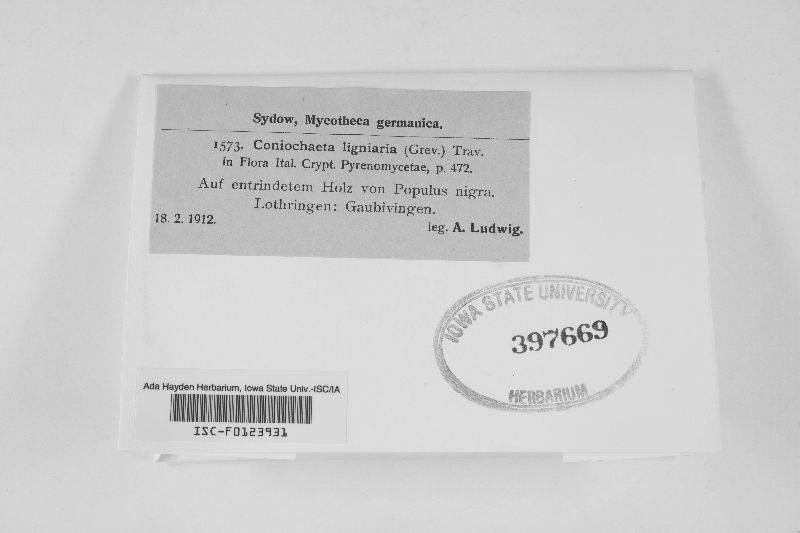 Sydow, Mycotheca germanica.
1573. Coniochaeta ligniaria (Grev.) Trav.
in Flora Ital. Crypt. Pyrenomycetae, p. 472.
Auf entrindetem Holz von Populus nigra.
Lothringen: Gaubivingen.
18. 2. 1912.
leg. A. Ludwig.
IOWA STATE UNIVERSITY
397669
HERBARIUM
Ada Hayden Herbarium, Iowa State Univ.-ISC/IA
ISC-F0123931